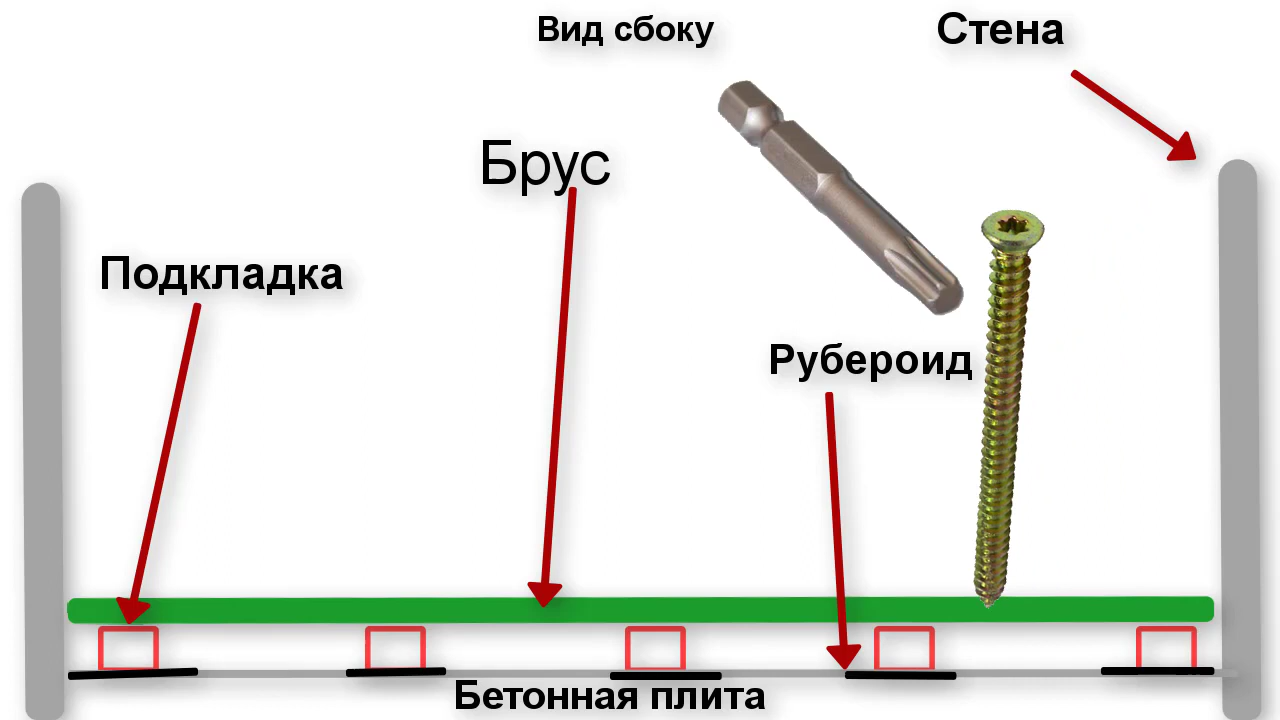 Вид сбоку
Стена
Брус
Подкладка
Рубероид
Бетонная плита